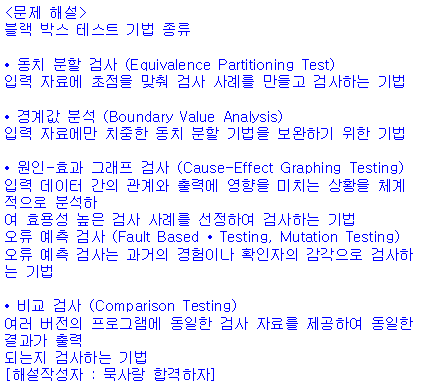 <문제 해설>
블랙 박스 테스트 기법 종류
• 동치 분할 검사 (Equivalence Partitioning Test)
입력 자료에 초점을 맞춰 검사 사례를 만들고 검사하는 기법
• 경계값 분석 (Boundary Value Analysis)
입력 자료에만 치중한 동치 분할 기법을 보완하기 위한 기법
• 원인-효과 그래프 검사 (Cause-Effect Graphing Testing)
입력 데이터 간의 관계와 출력에 영향을 미치는 상황을 체계
적으로 분석하
여 효용성 높은 검사 사례를 선정하여 검사하는 기법
오류 예측 검사 (Fault Based • Testing, Mutation Testing)
오류 예측 검사는 과거의 경험이나 확인자의 감각으로 검사하
는 기법
• 비교 검사 (Comparison Testing)
여러 버전의 프로그램에 동일한 검사 자료를 제공하여 동일한
결과가 출력
되는지 검사하는 기법
[해설작성자 : 묵사랑 합격하자]